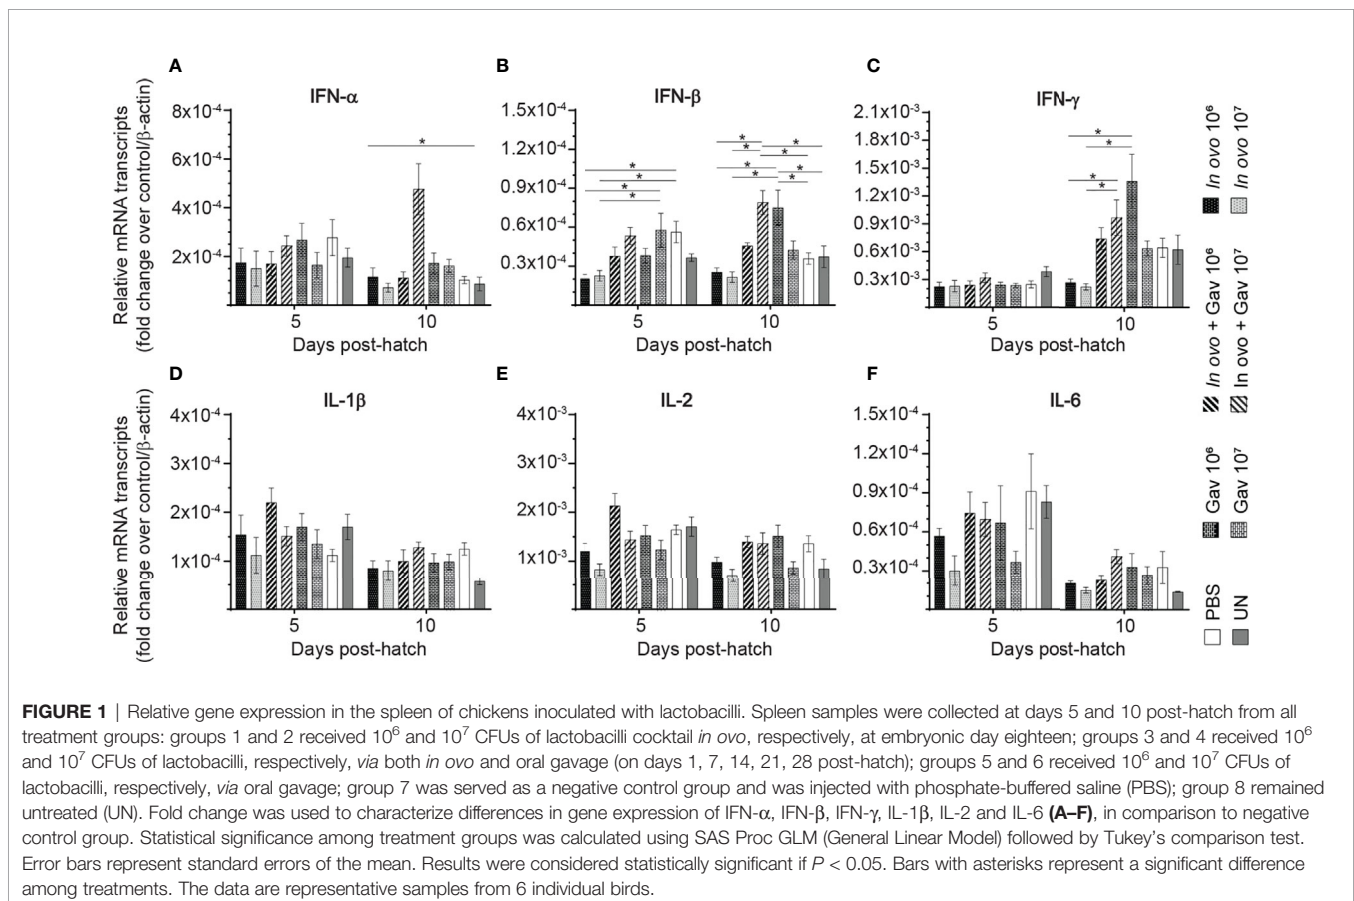 A
B
C
IFN-α
IFN-β
IFN-γ
Relative mRNA transcripts
(fold change over control/β-actin)
8x10-4
6x10-4
4x10-4
2x10-4
*
5
10
Days post-hatch
1.5x10-4
1.2x10-4
0.9x10-4
0.6x10-4
0.3x10-4
* * * * * * * * * * * *
5
10
Days post-hatch
2.1x10-3
1.8x10-3
1.5x10-3
1.2x10-3
0.9x10-3
0.6x10-3
0.3x10-3
* * * *
5
10
Days post-hatch
D
E
F
IL-1β
IL-2
IL-6
Relative mRNA transcripts
(fold change over control/β-actin)
4x10-4
3x10-4
2x10-4
1x10-4
5
10
Days post-hatch
4x10-3
3x10-3
2x10-3
1x10-3
5
10
Days post-hatch
1.5x10-4
1.2x10-4
0.9x10-4
0.6x10-4
0.3x10-4
5
10
Days post-hatch
In ovo 10⁶
In ovo 10⁷
In ovo + Gav 10⁶
In ovo + Gav 10⁷
Gav 10⁶
Gav 10⁷
PBS
UN
FIGURE 1 | Relative gene expression in the spleen of chickens inoculated with lactobacilli. Spleen samples were collected at days 5 and 10 post-hatch from all
treatment groups: groups 1 and 2 received 10⁶ and 10⁷ CFUs of lactobacilli cocktail in ovo, respectively, at embryonic day eighteen; groups 3 and 4 received 10⁶
and 10⁷ CFUs of lactobacilli, respectively, via both in ovo and oral gavage (on days 1, 7, 14, 21, 28 post-hatch); groups 5 and 6 received 10⁶ and 10⁷ CFUs of
lactobacilli, respectively, via oral gavage; group 7 was served as a negative control group and was injected with phosphate-buffered saline (PBS); group 8 remained
untreated (UN). Fold change was used to characterize differences in gene expression of IFN-α, IFN-β, IFN-γ, IL-1β, IL-2 and IL-6 (A–F), in comparison to negative
control group. Statistical significance among treatment groups was calculated using SAS Proc GLM (General Linear Model) followed by Tukey's comparison test.
Error bars represent standard errors of the mean. Results were considered statistically significant if P < 0.05. Bars with asterisks represent a significant difference
among treatments. The data are representative samples from 6 individual birds.